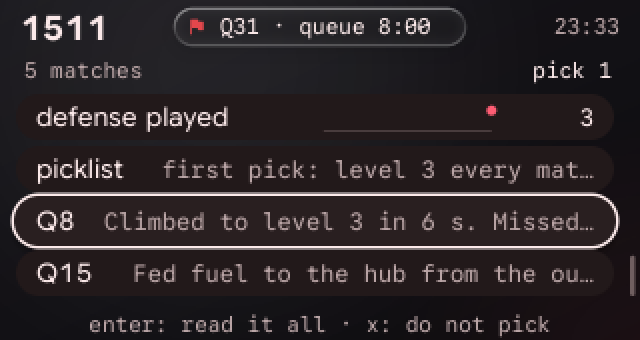 1511 Q31 · queue 8:00 23:33
5 matches pick 1
defense played 3
picklist first pick: level 3 every mat…
Q8 Climbed to level 3 in 6 s. Missed…
Q15 Fed fuel to the hub from the ou…
enter: read it all · x: do not pick